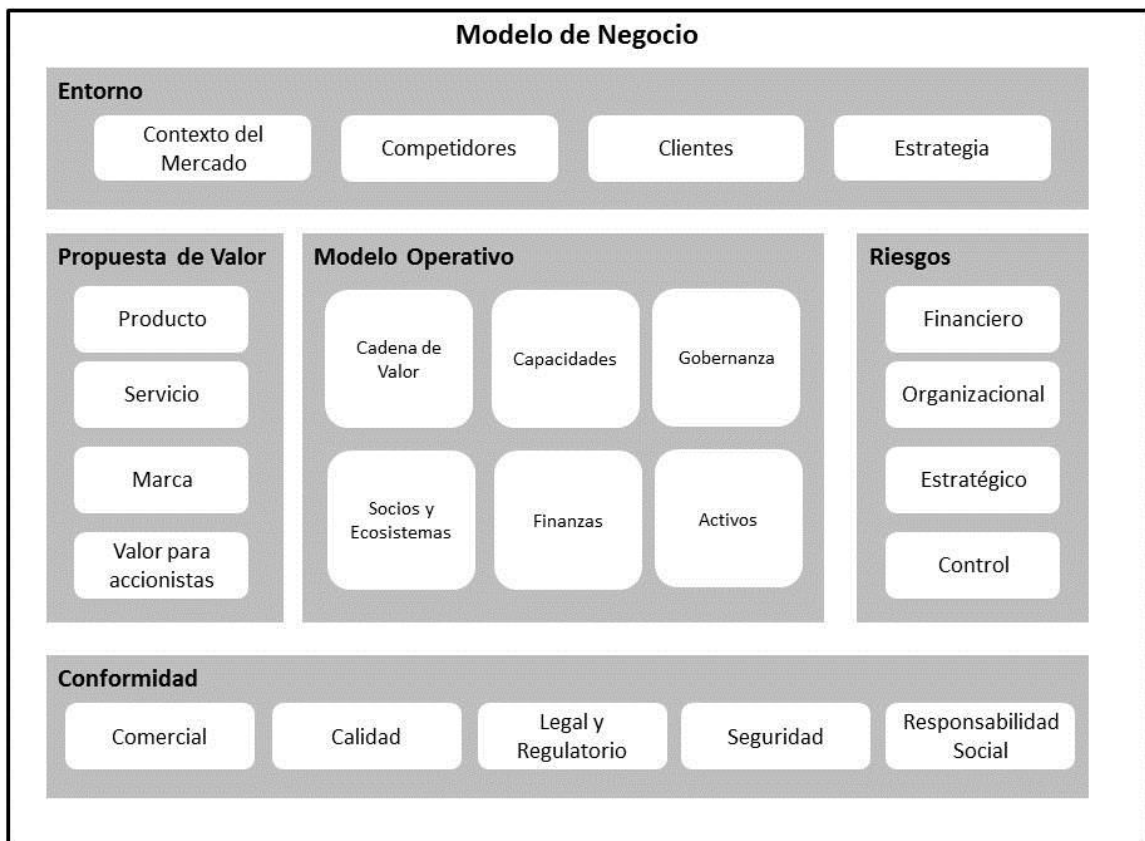 Modelo de Negocio
Entorno
Contexto del
Mercado
Competidores
Clientes
Estrategia
Propuesta de Valor
Producto
Servicio
Marca
Valor para
accionistas
Modelo Operativo
Cadena de
Valor
Capacidades
Gobernanza
Socios y
Ecosistemas
Finanzas
Activos
Riesgos
Financiero
Organizacional
Estratégico
Control
Conformidad
Comercial
Calidad
Legal y
Regulatorio
Seguridad
Responsabilidad
Social